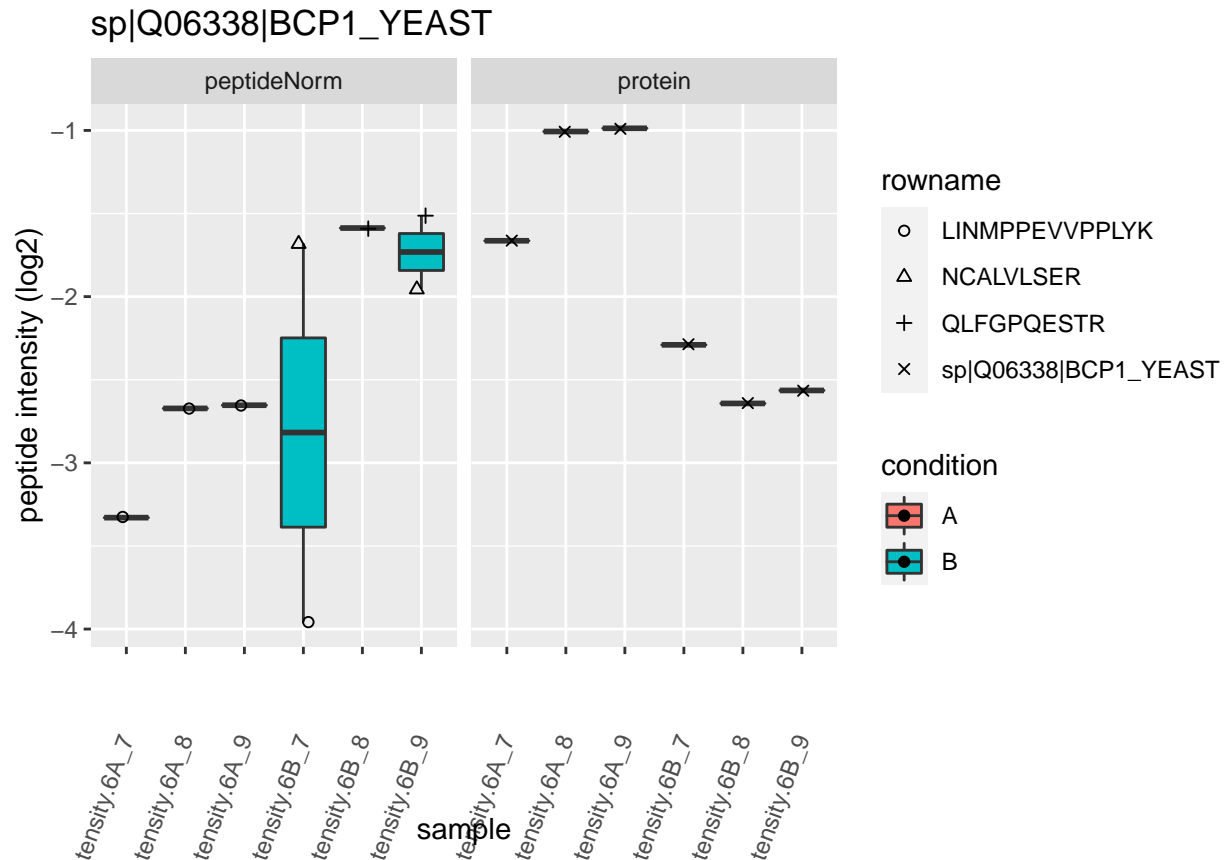 sp|Q06338|BCP1_YEAST
peptideNorm
protein
peptide intensity (log2)
−1
−2
−3
−4
tensity.6A_7
tensity.6A_8
tensity.6A_9
tensity.6B_7
tensity.6B_8
tensity.6B_9
tensity.6A_7
tensity.6A_8
tensity.6A_9
tensity.6B_7
tensity.6B_8
tensity.6B_9
sample
rowname
LINMPPEVVPPLYK
NCALVLSER
QLFGPQESTR
sp|Q06338|BCP1_YEAST
condition
A
B